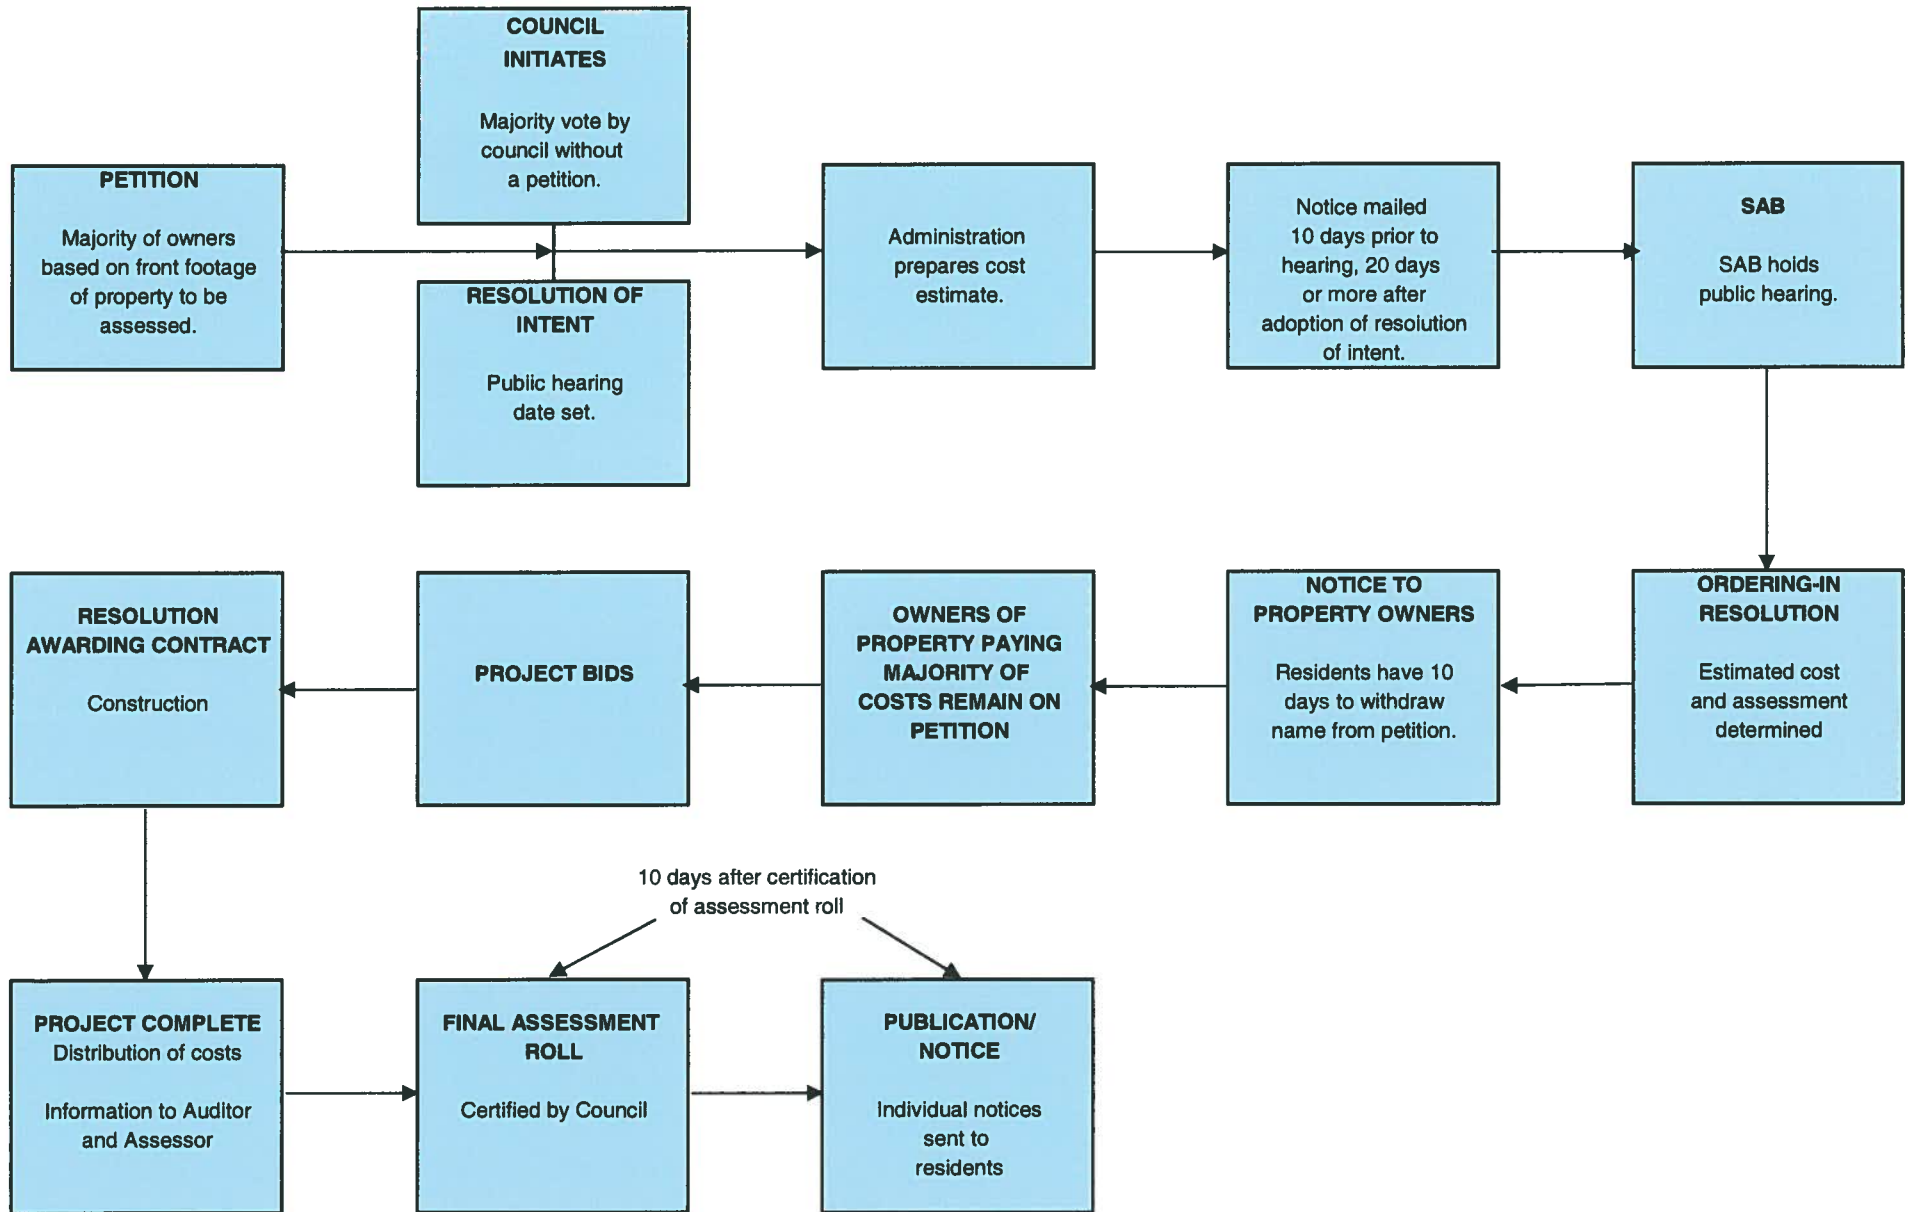 COUNCIL
INITIATES
Majority vote by
council without
a petition.
PETITION
Majority of owners
based on front footage
of property to be
assessed.
RESOLUTION OF
INTENT
Public hearing
date set.
Administration
prepares cost
estimate.
Notice mailed
10 days prior to
hearing, 20 days
or more after
adoption of resolution
of intent.
SAB
SAB holds
public hearing.
ORDERING-IN
RESOLUTION
Estimated cost
and assessment
determined
NOTICE TO
PROPERTY OWNERS
Residents have 10
days to withdraw
name from petition.
OWNERS OF
PROPERTY PAYING
MAJORITY OF
COSTS REMAIN ON
PETITION
PROJECT BIDS
RESOLUTION
AWARDING CONTRACT
Construction
PROJECT COMPLETE
Distribution of costs
Information to Auditor
and Assessor
10 days after certification
of assessment roll
FINAL ASSESSMENT
ROLL
Certified by Council
PUBLICATION/
NOTICE
Individual notices
sent to
residents